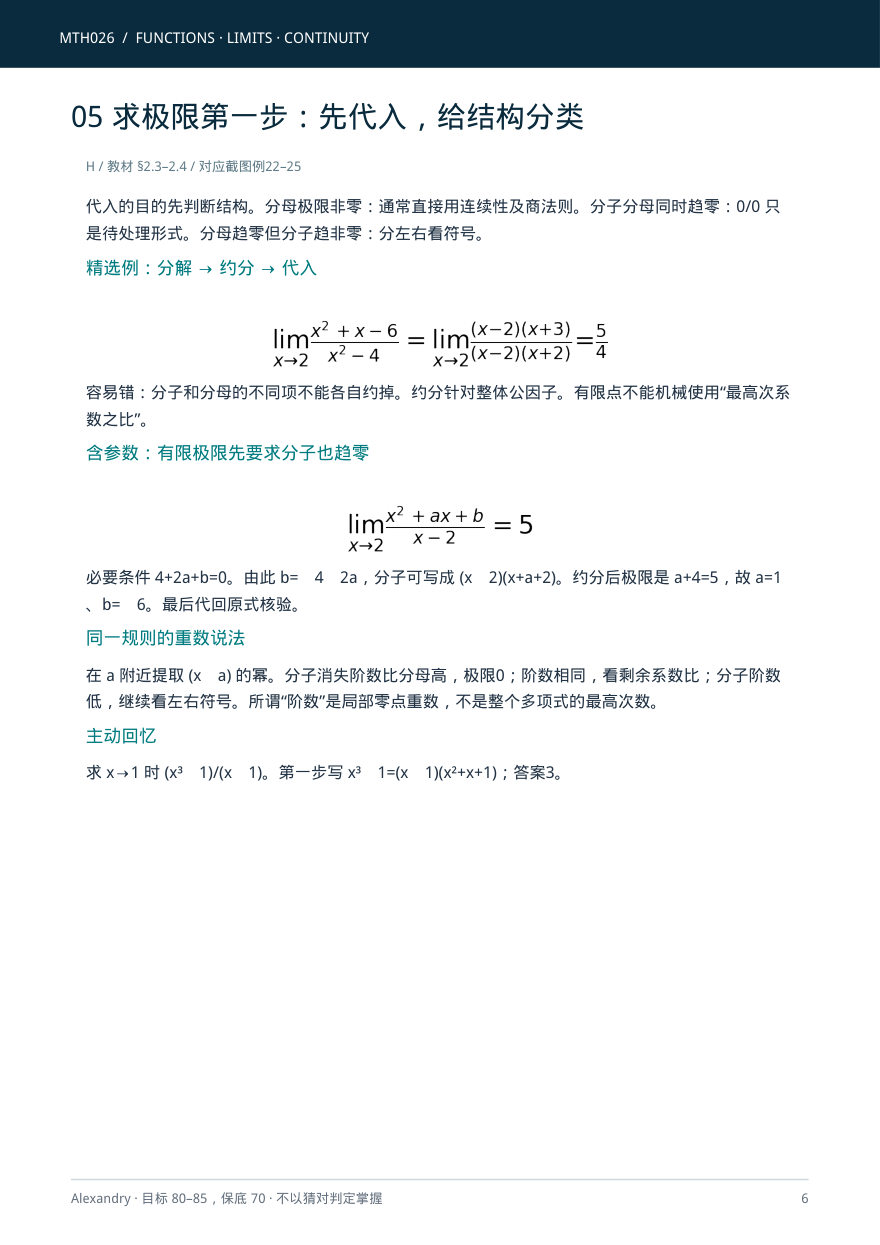 MTH026 / FUNCTIONS · LIMITS · CONTINUITY
05 求极限第一步：先代入，给结构分类
H / 教材 §2.3–2.4 / 对应截图例22–25
代入的目的先判断结构。分母极限非零：通常直接用连续性及商法则。分子分母同时趋零：0/0 只
是待处理形式。分母趋零但分子趋非零：分左右看符号。
精选例：分解 → 约分 → 代入
lim_{x→2} (x² + x − 6)/(x² − 4) = lim_{x→2} ((x−2)(x+3))/((x−2)(x+2)) = 5/4
容易错：分子和分母的不同项不能各自约掉。约分针对整体公因子。有限点不能机械使用“最高次系
数之比”。
含参数：有限极限先要求分子也趋零
lim_{x→2} (x² + ax + b)/(x − 2) = 5
必要条件 4+2a+b=0。由此 b= 4 2a，分子可写成 (x 2)(x+a+2)。约分后极限是 a+4=5，故 a=1
、b= 6。最后代回原式核验。
同一规则的重数说法
在 a 附近提取 (x a) 的幂。分子消失阶数比分母高，极限0；阶数相同，看剩余系数比；分子阶数
低，继续看左右符号。所谓“阶数”是局部零点重数，不是整个多项式的最高次数。
主动回忆
求 x→1 时 (x³ 1)/(x 1)。第一步写 x³ 1=(x 1)(x²+x+1)；答案3。
Alexandry · 目标 80–85，保底 70 · 不以猜对判定掌握
6